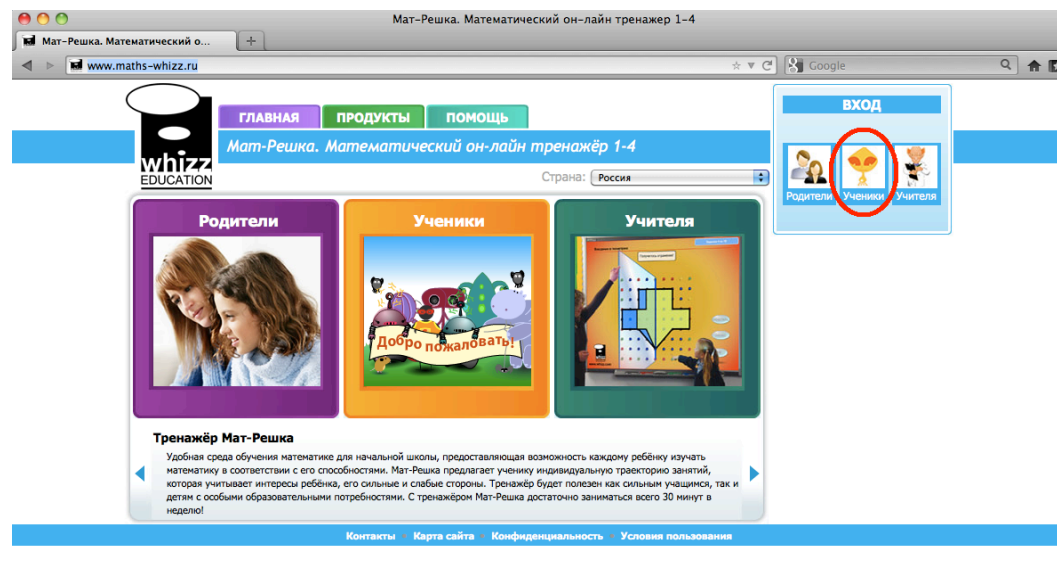 Мат-Решка. Математический он-лайн тренажер 1-4
Мат-Решка. Математический о...
www.maths-whizz.ru
Google
whizz
EDUCATION
ГЛАВНАЯ
ПРОДУКТЫ
ПОМОЩЬ
Мат-Решка. Математический он-лайн тренажёр 1-4
Страна: Россия
ВХОД
Родители
Ученики
Учителя
Родители
Ученики
Учителя
Добро пожаловать!
Тренажёр Мат-Решка
Удобная среда обучения математике для начальной школы, предоставляющая возможность каждому ребёнку изучать
математику в соответствии с его способностями. Мат-Решка предлагает ученику индивидуальную траекторию занятий,
которая учитывает интересы ребёнка, его сильные и слабые стороны. Тренажёр будет полезен как сильным учащимся, так и
детям с особыми образовательными потребностями. С тренажёром Мат-Решка достаточно заниматься всего 30 минут в
неделю!
Контакты
Карта сайта
Конфиденциальность
Условия пользования